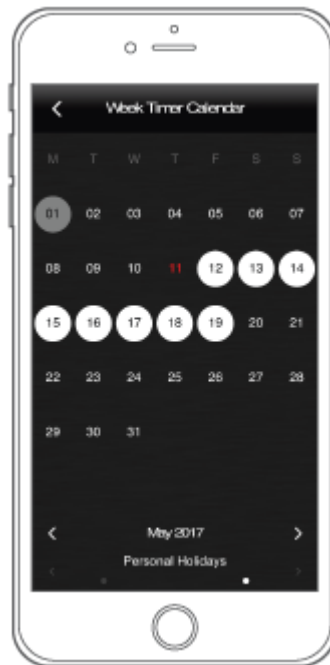 Week Timer Calendar
M T W T F S S
01 02 03 04 05 06 07
08 09 10 11 12 13 14
15 16 17 18 19 20 21
22 23 24 25 26 27 28
29 30 31
May 2017
Personal Holidays